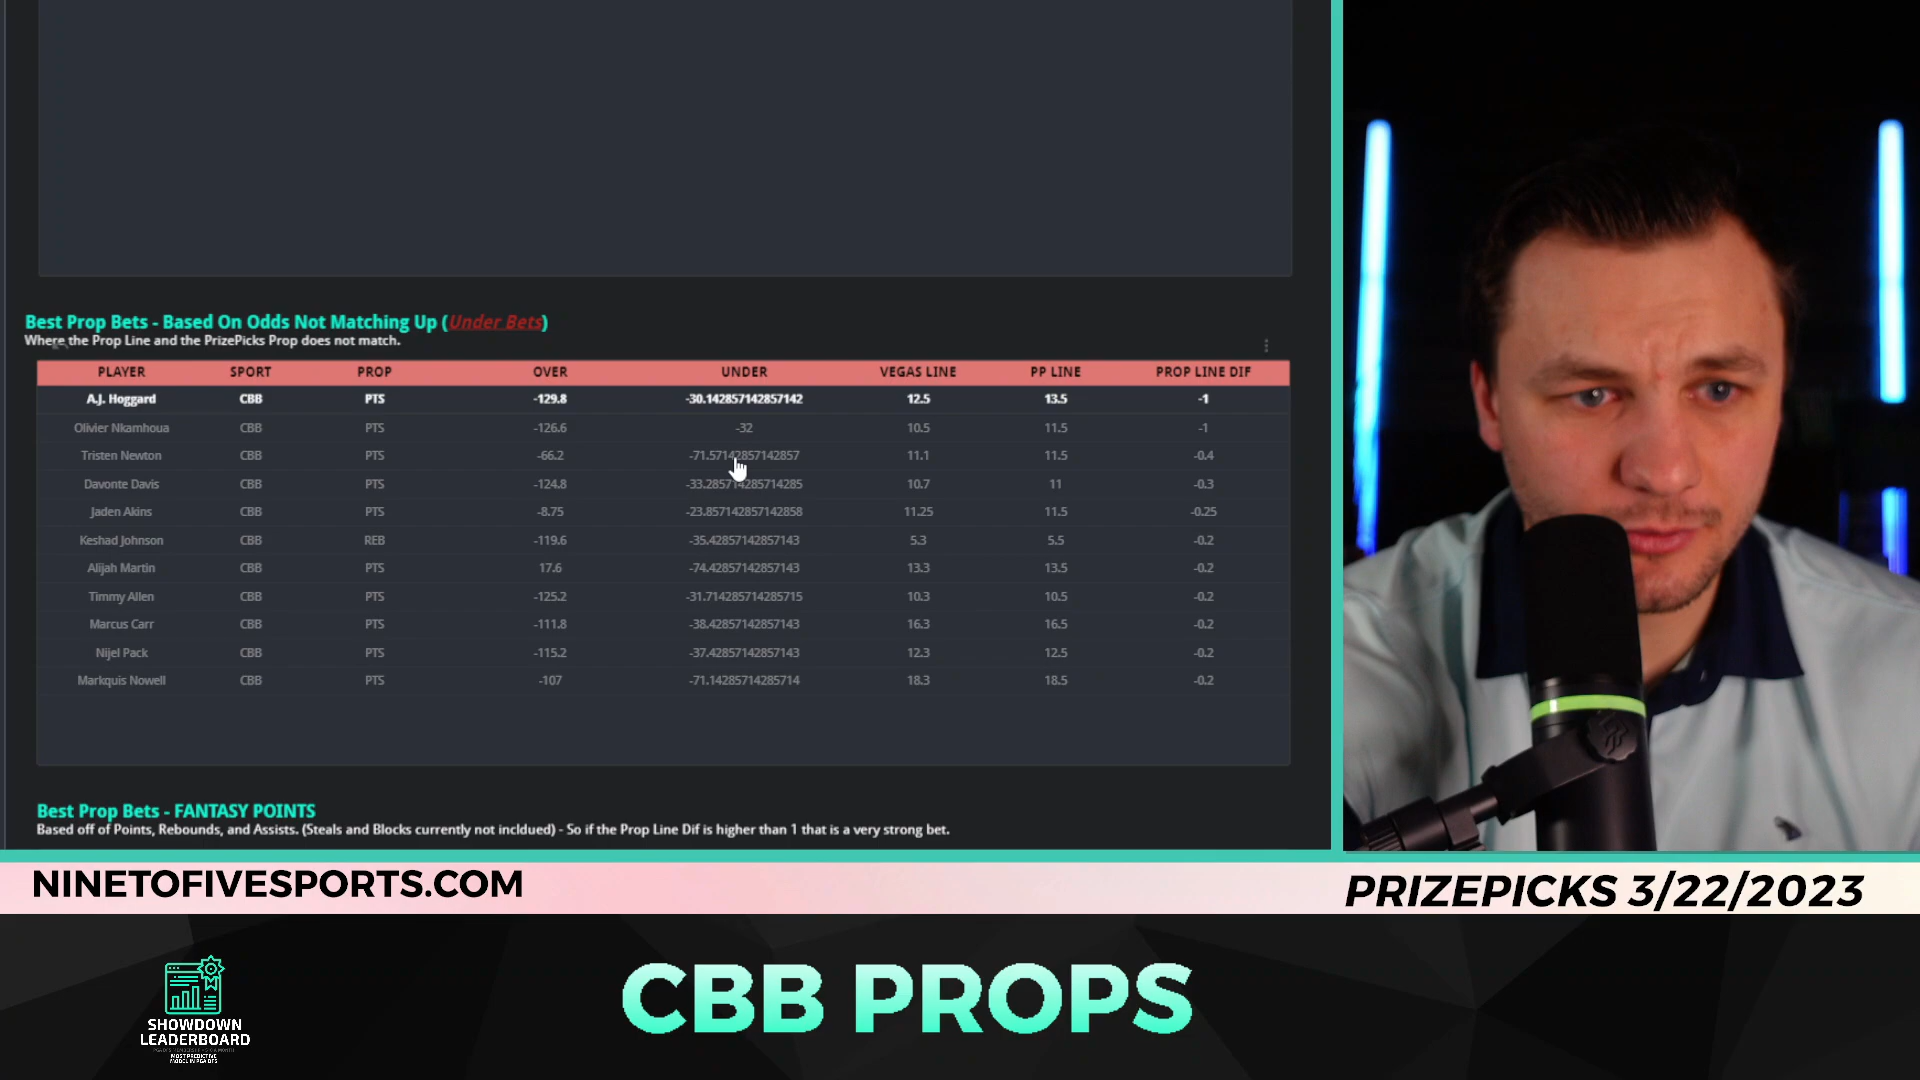 Best Prop Bets - Based On Odds Not Matching Up (Under Bets)
Where the Prop Line and the PrizePicks Prop does not match.
PLAYER SPORT PROP OVER UNDER VEGAS LINE PP LINE PROP LINE DIF
A.J. Hoggard CBB PTS -129.8 -30.142857142857142 12.5 13.5 -1
Olivier Nkamhoua CBB PTS -126.6 -32 10.5 11.5 -1
Tristen Newton CBB PTS -66.2 -71.57142857142857 11.1 11.5 -0.4
Davonte Davis CBB PTS -124.8 -33.285714285714285 10.7 11 -0.3
Jaden Akins CBB PTS -8.75 -23.857142857142858 11.25 11.5 -0.25
Keshad Johnson CBB REB -119.6 -35.42857142857143 5.3 5.5 -0.2
Alijah Martin CBB PTS 17.6 -74.42857142857143 13.3 13.5 -0.2
Timmy Allen CBB PTS -125.2 -31.714285714285715 10.3 10.5 -0.2
Marcus Carr CBB PTS -111.8 -38.42857142857143 16.3 16.5 -0.2
Nijel Pack CBB PTS -115.2 -37.42857142857143 12.3 12.5 -0.2
Markquis Nowell CBB PTS -107 -71.14285714285714 18.3 18.5 -0.2
Best Prop Bets - FANTASY POINTS
Based off of Points, Rebounds, and Assists. (Steals and Blocks currently not incldued) - So if the Prop Line Dif is higher than 1 that is a very strong bet.
NINETOFIVESPORTS.COM
PRIZEPICKS 3/22/2023
CBB PROPS
SHOWDOWN
LEADERBOARD
MOST PREDICTIVE
MODEL IN PGA DFS